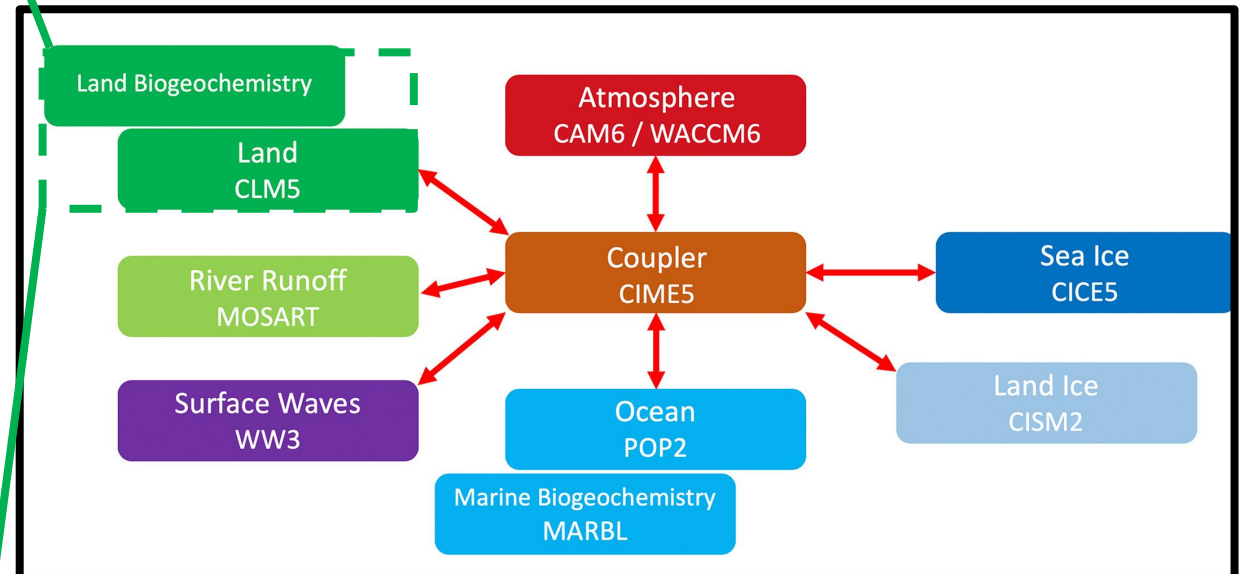 Land Biogeochemistry
Land
CLM5
Atmosphere
CAM6 / WACCM6
River Runoff
MOSART
Coupler
CIME5
Sea Ice
CICE5
Surface Waves
WW3
Ocean
POP2
Land Ice
CISM2
Marine Biogeochemistry
MARBL